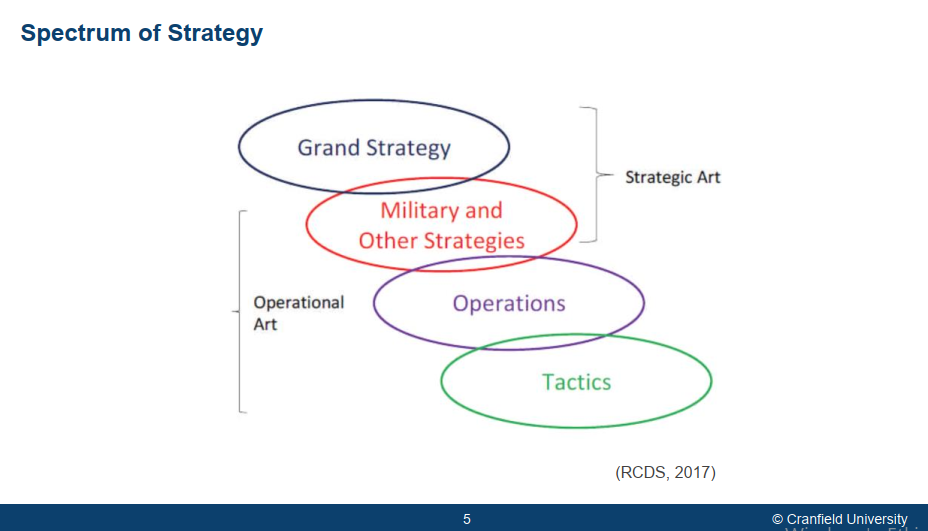 Spectrum of Strategy
Grand Strategy
Strategic Art
Military and
Other Strategies
Operational
Art
Operations
Tactics
(RCDS, 2017)
5
© Cranfield University